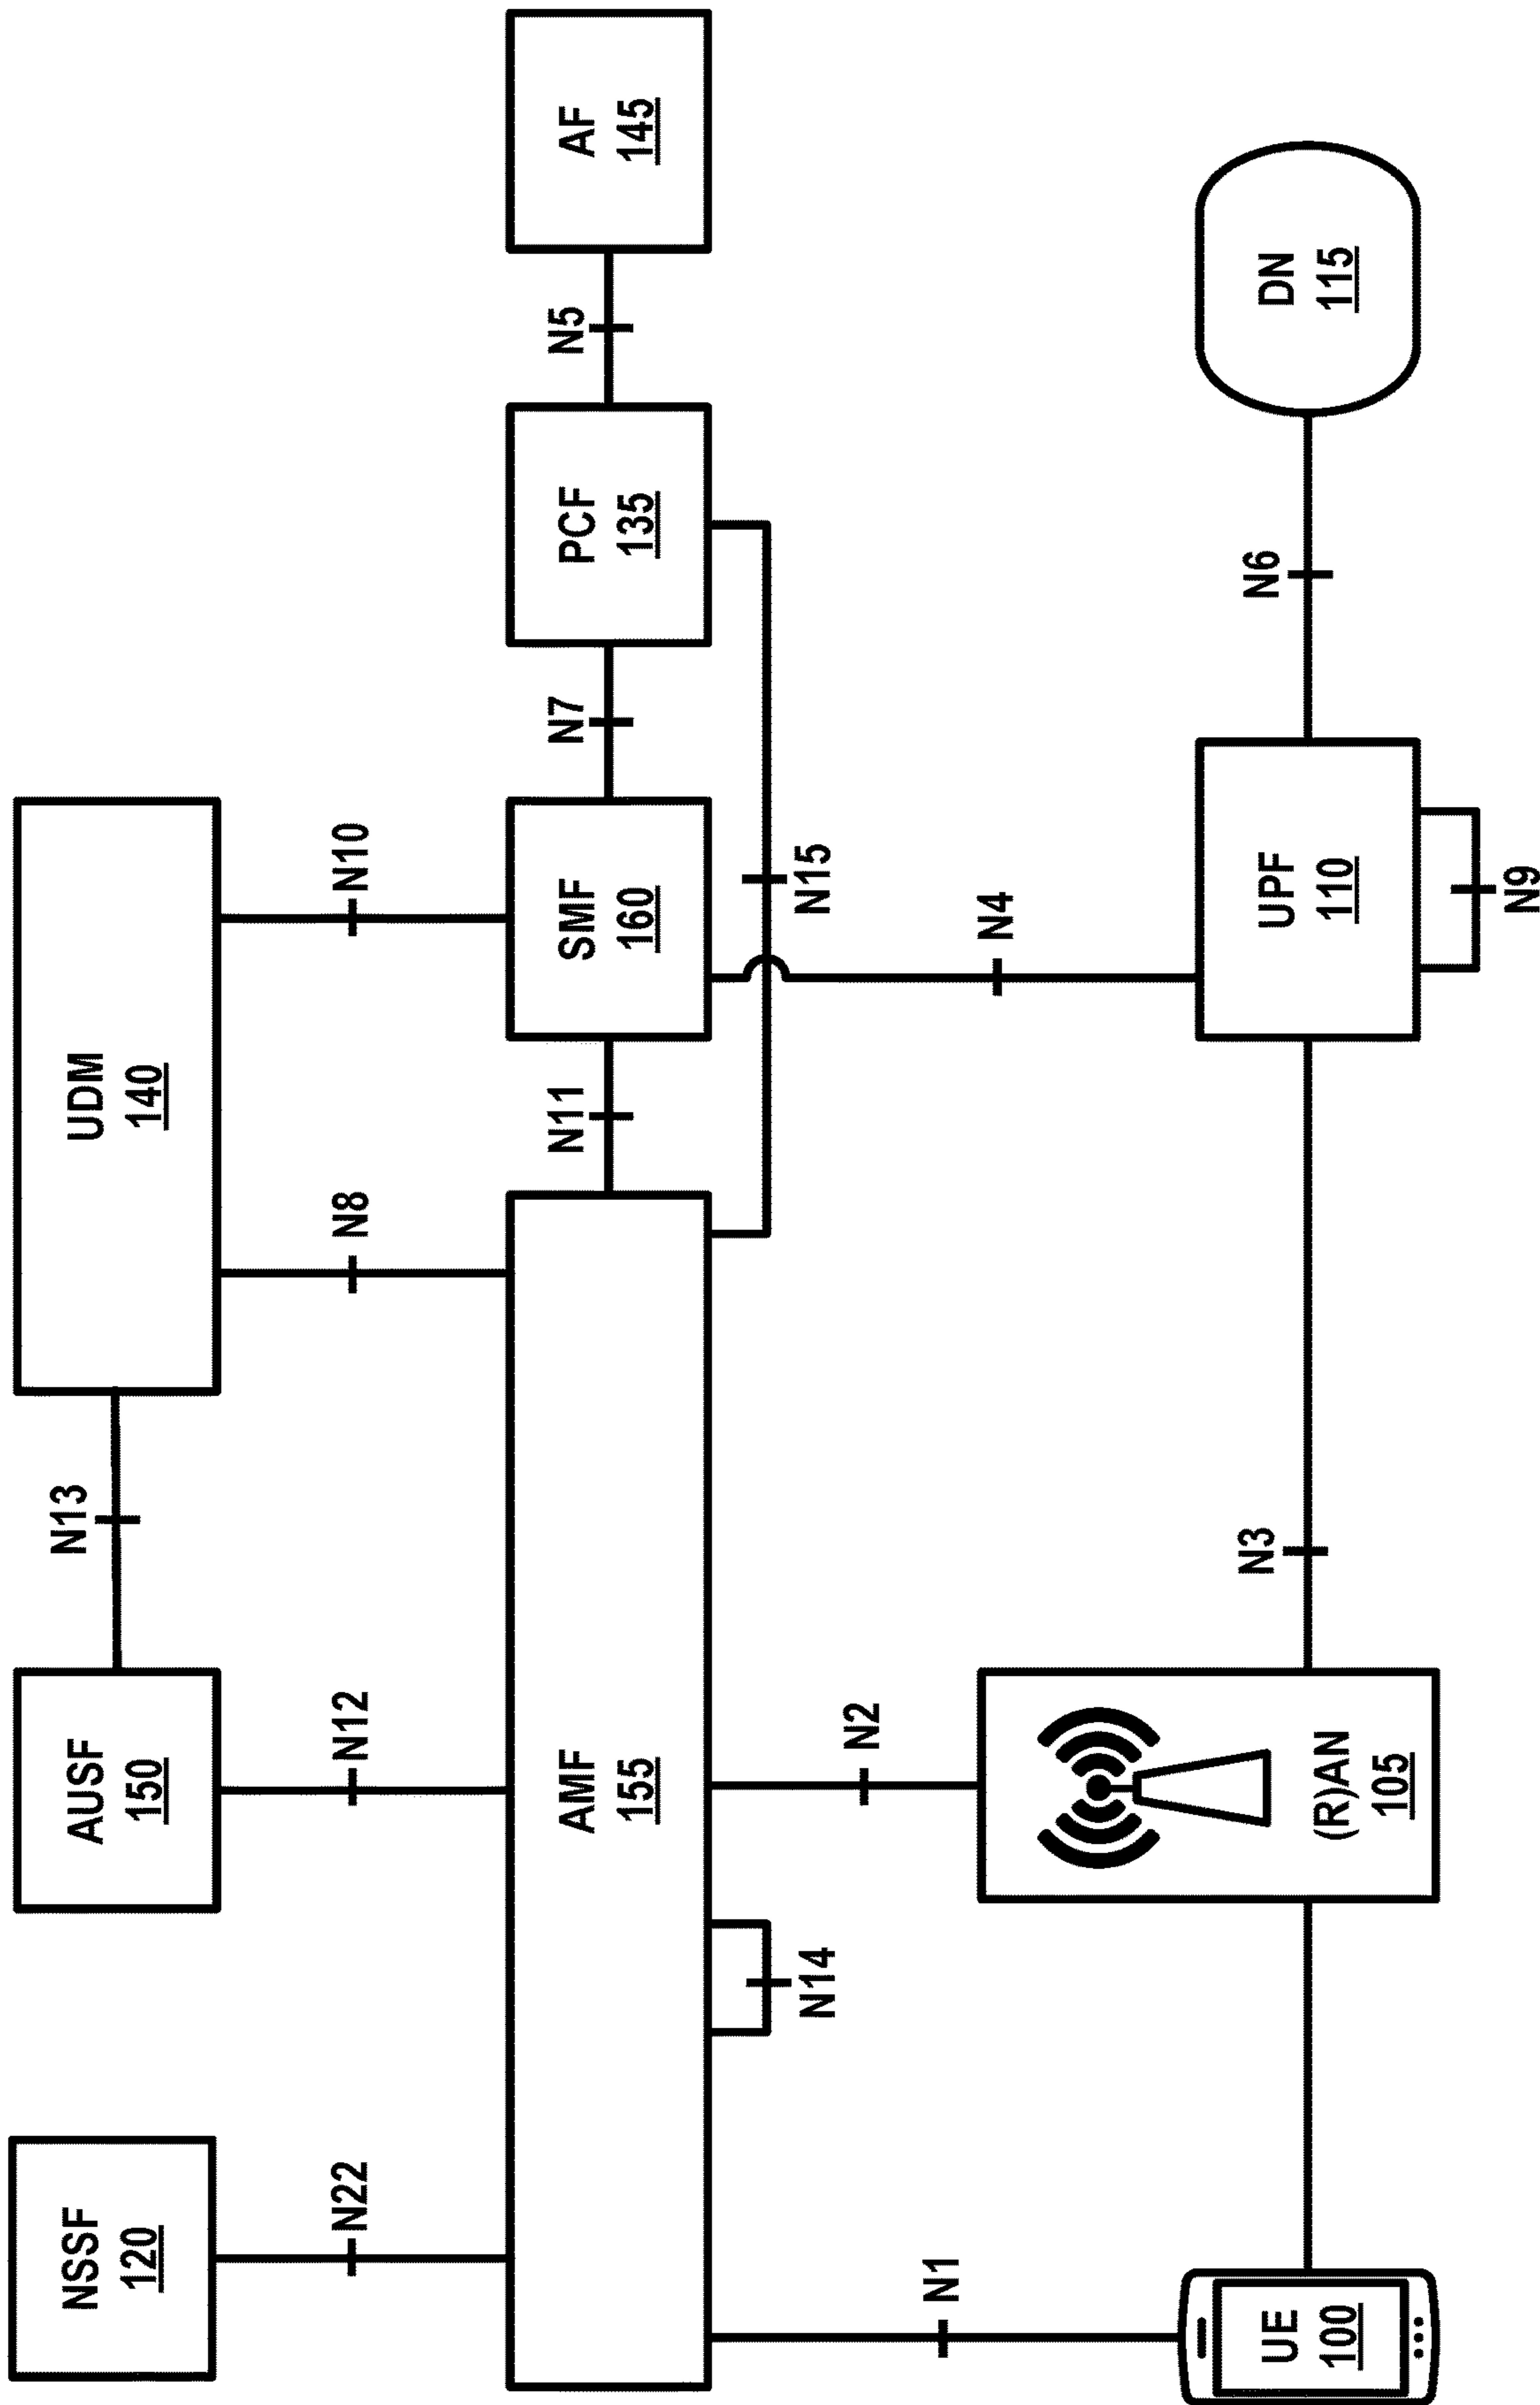 NSSF
120
AUSF
150
N13
UDM
140
N22
N12
N8
N10
AMF
155
N11
SMF
160
N7
PCF
135
N5
AF
145
N14
N15
N1
N2
N4
UE
100
(R)AN
105
N3
UPF
110
N6
DN
115
N9